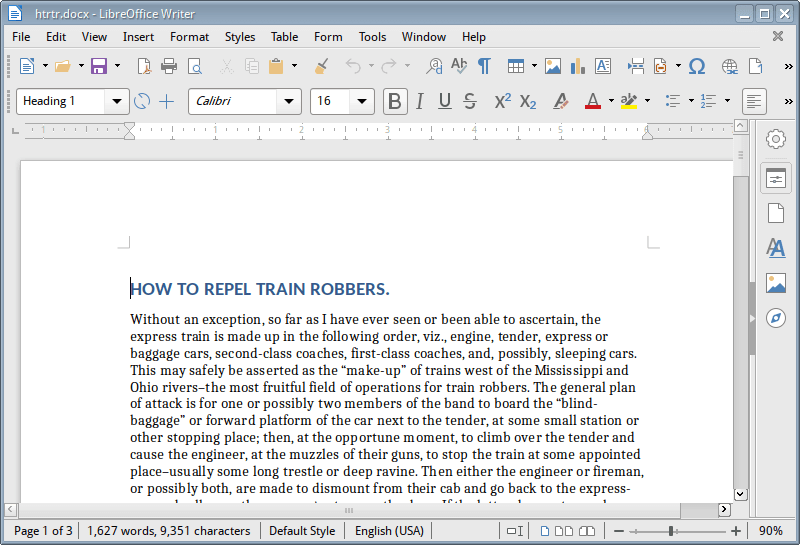 htrtr.docx - LibreOffice Writer
File Edit View Insert Format Styles Table Form Tools Window Help
Heading 1 Calibri 16 B I U S X² X₂ A
1 1 2 3 4 5 6
HOW TO REPEL TRAIN ROBBERS.
Without an exception, so far as I have ever seen or been able to ascertain, the
express train is made up in the following order, viz., engine, tender, express or
baggage cars, second-class coaches, first-class coaches, and, possibly, sleeping cars.
This may safely be asserted as the “make-up” of trains west of the Mississippi and
Ohio rivers–the most fruitful field of operations for train robbers. The general plan
of attack is for one or possibly two members of the band to board the “blind-
baggage” or forward platform of the car next to the tender, at some small station or
other stopping place; then, at the opportune moment, to climb over the tender and
cause the engineer, at the muzzles of their guns, to stop the train at some appointed
place–usually some long trestle or deep ravine. Then either the engineer or fireman,
or possibly both, are made to dismount from their cab and go back to the express-
Page 1 of 3 1,627 words, 9,351 characters Default Style English (USA) 90%